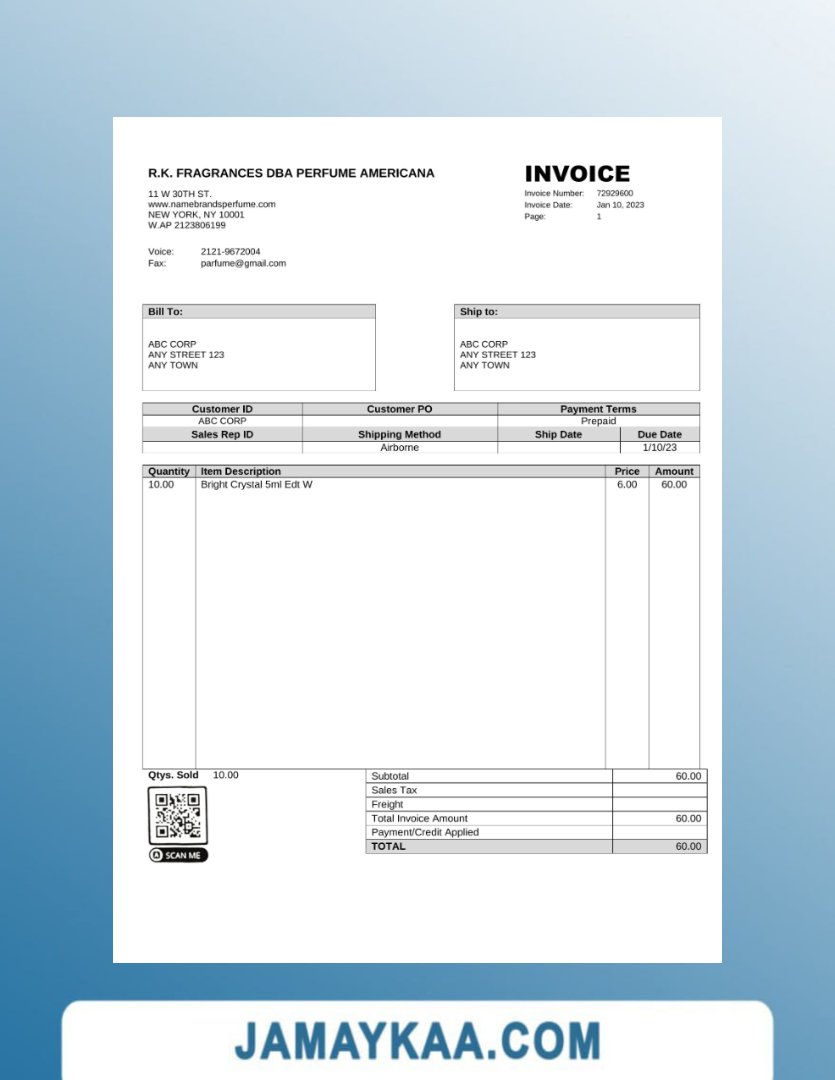 R.K. FRAGRANCES DBA PERFUME AMERICANA
11 W 30TH ST.
www.namebrandsperfume.com
NEW YORK, NY 10001
W.AP 2123806199
Voice: 2121-9672004
Fax: parfume@gmail.com
INVOICE
Invoice Number: 72929600
Invoice Date: Jan 10, 2023
Page: 1
Bill To:
ABC CORP
ANY STREET 123
ANY TOWN
Ship to:
ABC CORP
ANY STREET 123
ANY TOWN
Customer ID Customer PO Payment Terms
ABC CORP Prepaid
Sales Rep ID Shipping Method Ship Date Due Date
Airborne 1/10/23
Quantity Item Description Price Amount
10.00 Bright Crystal 5ml Edt W 6.00 60.00
Qtys. Sold 10.00
SCAN ME
Subtotal 60.00
Sales Tax
Freight
Total Invoice Amount 60.00
Payment/Credit Applied
TOTAL 60.00
JAMAYKAA.COM